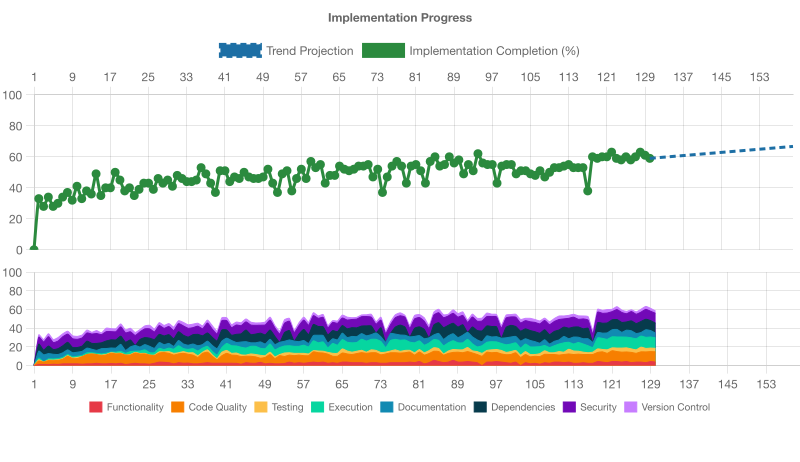 Implementation Progress
Trend Projection Implementation Completion (%)
1 9 17 25 33 41 49 57 65 73 81 89 97 105 113 121 129 137 145 153
100
80
60
40
20
0
100
80
60
40
20
0
1 9 17 25 33 41 49 57 65 73 81 89 97 105 113 121 129 137 145 153
Functionality Code Quality Testing Execution Documentation Dependencies Security Version Control